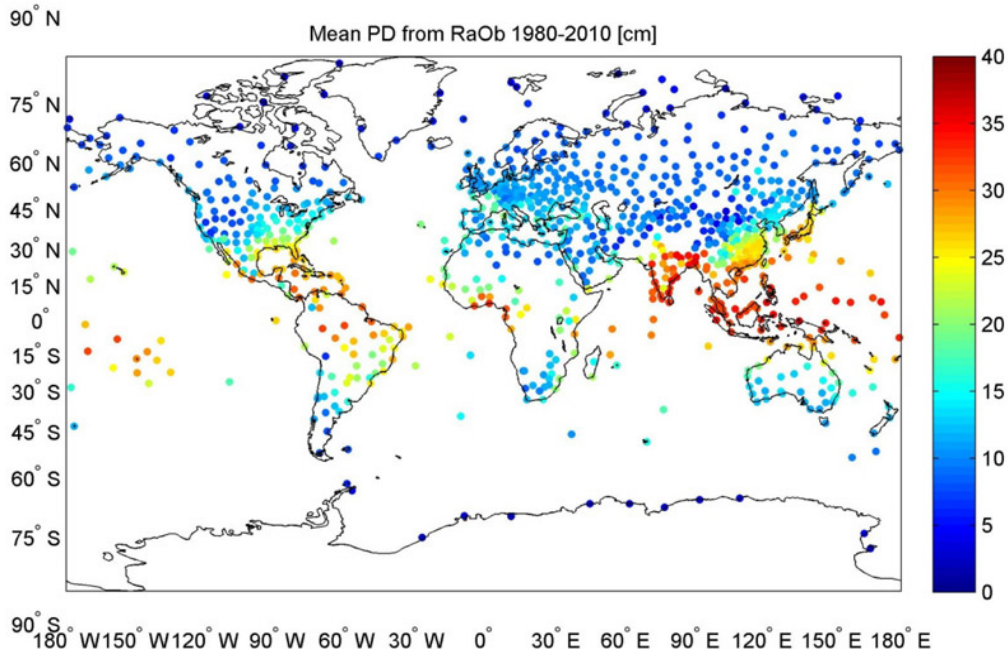 90° N
Mean PD from RaOb 1980-2010 [cm]
75° N
60° N
45° N
30° N
15° N
0°
15° S
30° S
45° S
60° S
75° S
90° S
180° W 150° W 120° W 90° W 60° W 30° W 0° 30° E 60° E 90° E 120° E 150° E 180° E
40
35
30
25
20
15
10
5
0